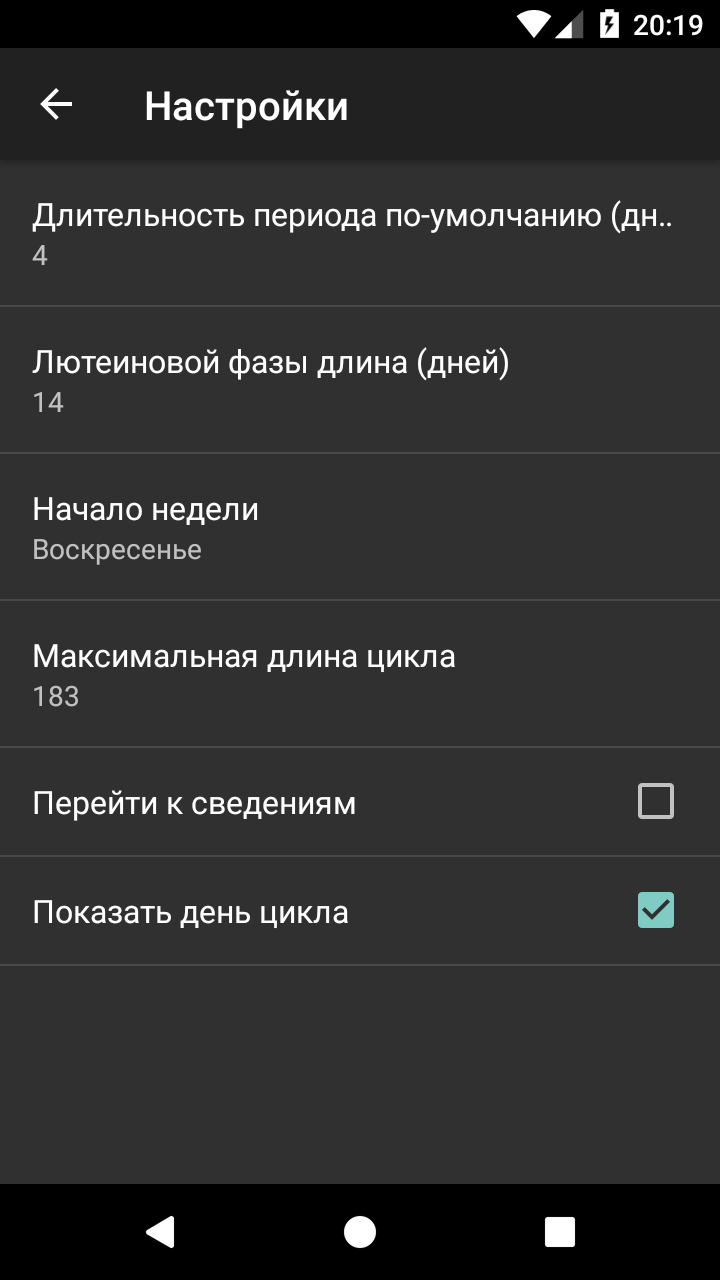 20:19
Настройки
Длительность периода по-умолчанию (дн..
4
Лютеиновой фазы длина (дней)
14
Начало недели
Воскресенье
Максимальная длина цикла
183
Перейти к сведениям
Показать день цикла